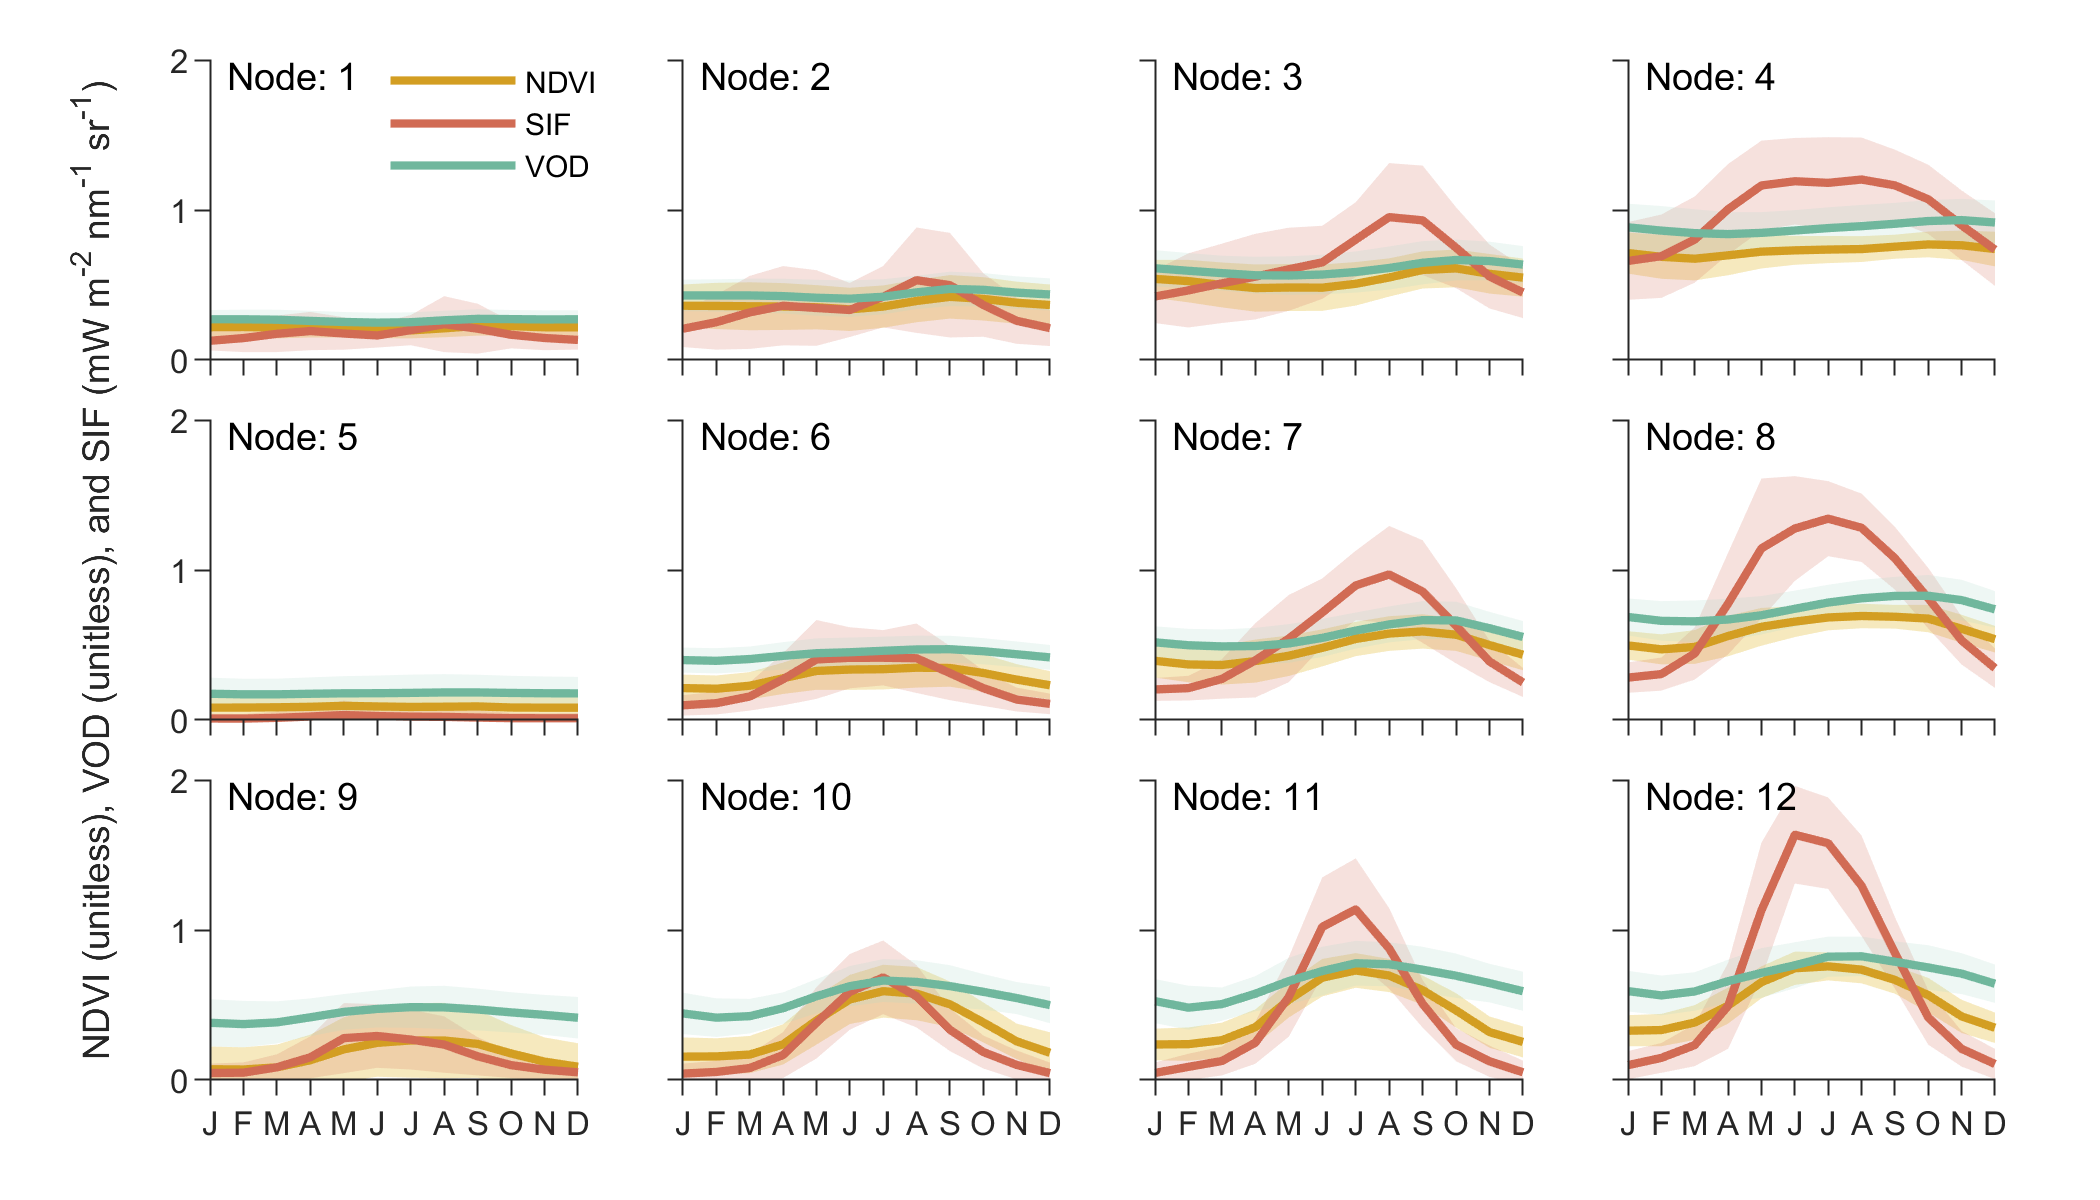 NDVI (unitless), VOD (unitless), and SIF (mW m-2 nm-1 sr-1)
Node: 1
NDVI
SIF
VOD
Node: 2
Node: 3
Node: 4
2
1
0
Node: 5
Node: 6
Node: 7
Node: 8
2
1
0
Node: 9
Node: 10
Node: 11
Node: 12
2
1
0
J F M A M J J A S O N D
J F M A M J J A S O N D
J F M A M J J A S O N D
J F M A M J J A S O N D